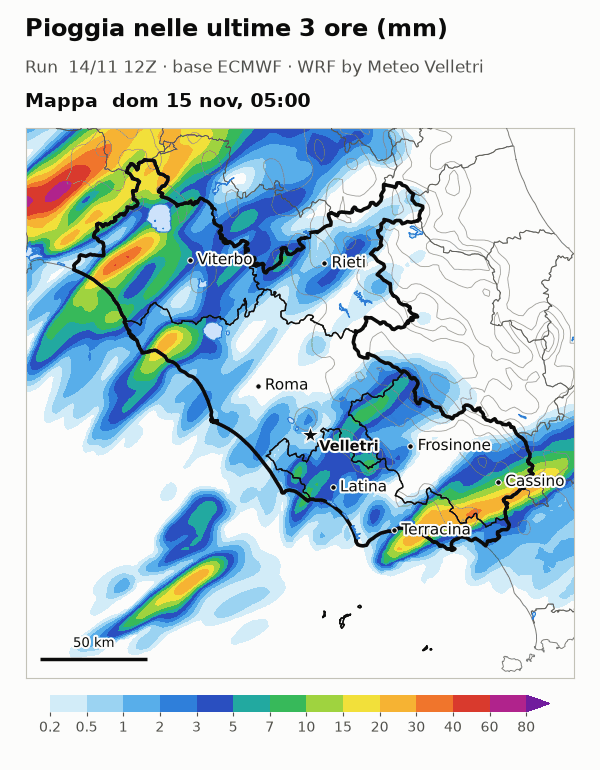 Pioggia nelle ultime 3 ore (mm)
Run  14/11 12Z · base ECMWF · WRF by Meteo Velletri
Mappa  dom 15 nov, 05:00
Viterbo
Rieti
Roma
Velletri
Frosinone
Cassino
Latina
Terracina
50 km
0.2 0.5 1 2 3 5 7 10 15 20 30 40 60 80